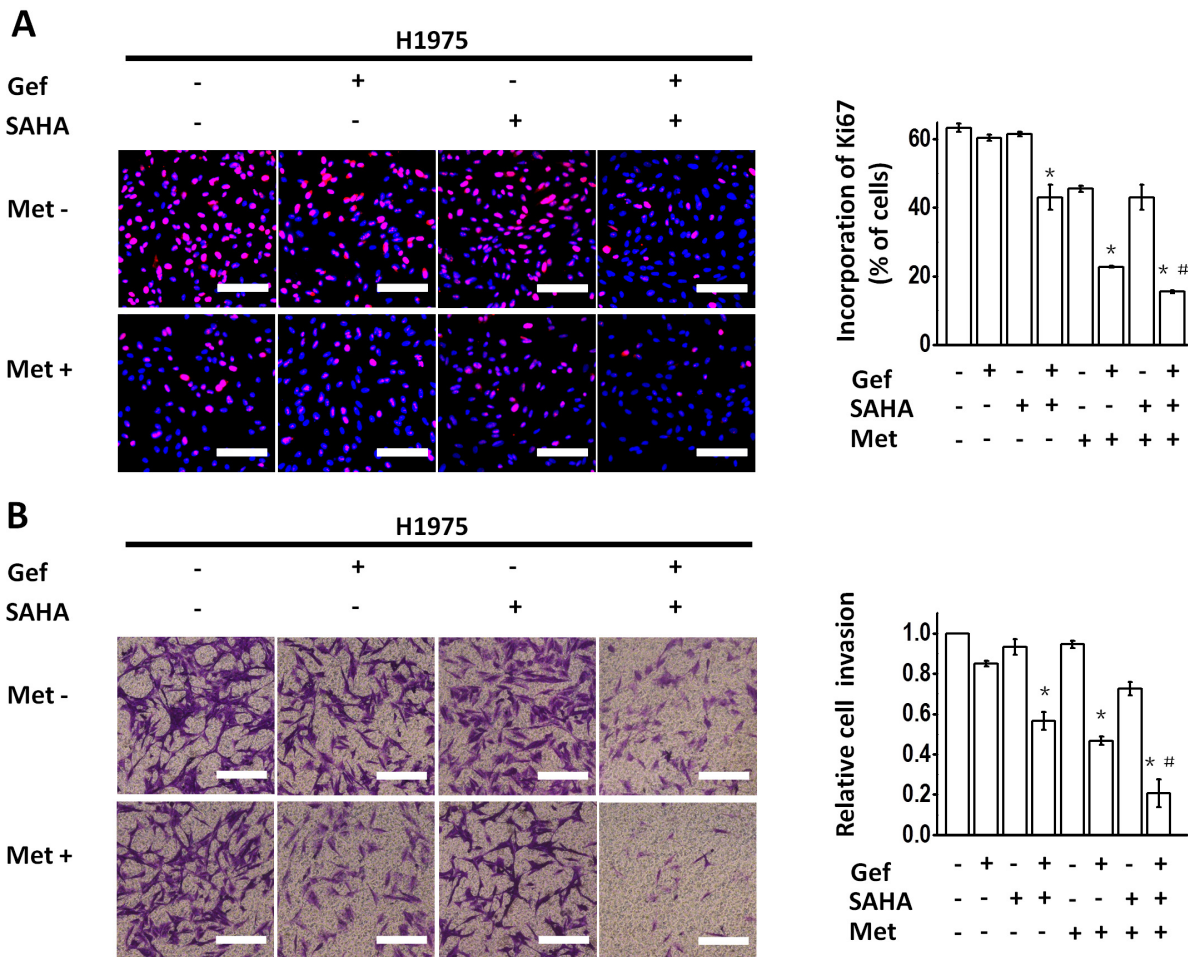 A
H1975
Gef - + - +
SAHA - - + +
Met -
Met +
Incorporation of Ki67
(% of cells)
60
40
20
0
*
*
* #
Gef - + - + - + - +
SAHA - - + + - - + +
Met - - - - + + + +
B
H1975
Gef - + - +
SAHA - - + +
Met -
Met +
Relative cell invasion
1.0
0.8
0.6
0.4
0.2
0.0
*
*
* #
Gef - + - + - + - +
SAHA - - + + - - + +
Met - - - - + + + +